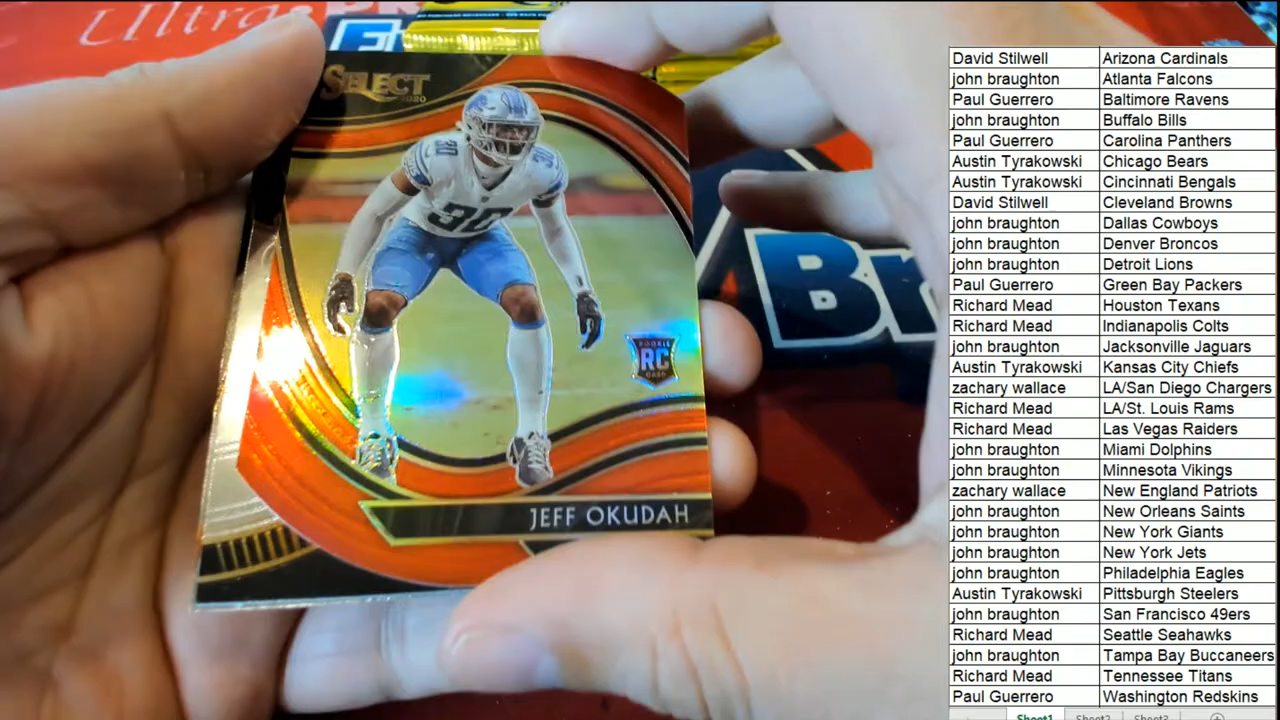 Ultra PR
SELECT
2020
30
30
30
ROOKIE
RC
CARD
JEFF OKUDAH
Br
David Stilwell Arizona Cardinals
john braughton Atlanta Falcons
Paul Guerrero Baltimore Ravens
john braughton Buffalo Bills
Paul Guerrero Carolina Panthers
Austin Tyrakowski Chicago Bears
Austin Tyrakowski Cincinnati Bengals
David Stilwell Cleveland Browns
john braughton Dallas Cowboys
john braughton Denver Broncos
john braughton Detroit Lions
Paul Guerrero Green Bay Packers
Richard Mead Houston Texans
Richard Mead Indianapolis Colts
john braughton Jacksonville Jaguars
Austin Tyrakowski Kansas City Chiefs
zachary wallace LA/San Diego Chargers
Richard Mead LA/St. Louis Rams
Richard Mead Las Vegas Raiders
john braughton Miami Dolphins
john braughton Minnesota Vikings
zachary wallace New England Patriots
john braughton New Orleans Saints
john braughton New York Giants
john braughton New York Jets
john braughton Philadelphia Eagles
Austin Tyrakowski Pittsburgh Steelers
john braughton San Francisco 49ers
Richard Mead Seattle Seahawks
john braughton Tampa Bay Buccaneers
Richard Mead Tennessee Titans
Paul Guerrero Washington Redskins
Sheet1 Sheet2 Sheet3